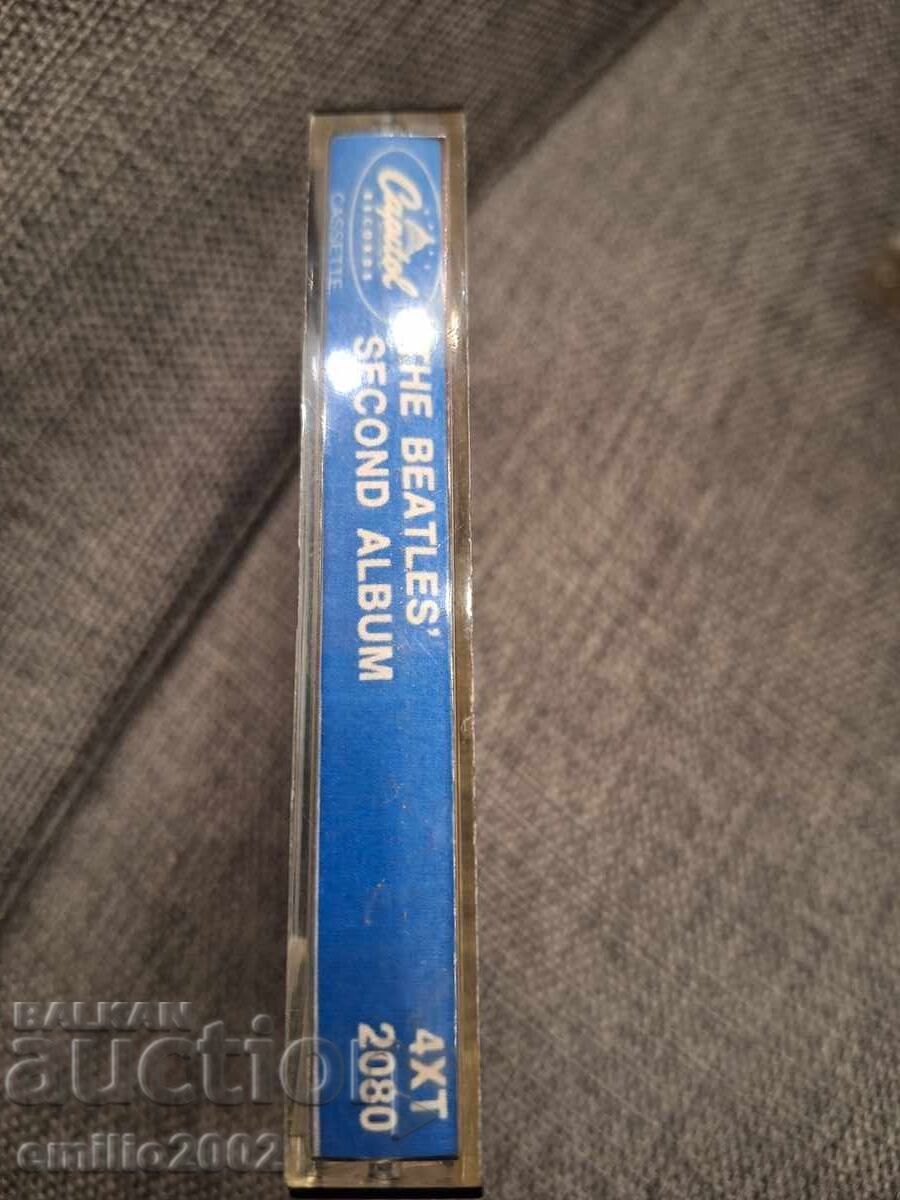 Capitol
RECORDS
CASSETTE
THE BEATLES'
SECOND ALBUM
4XT
2080
BALKAN
auction
emilio2002